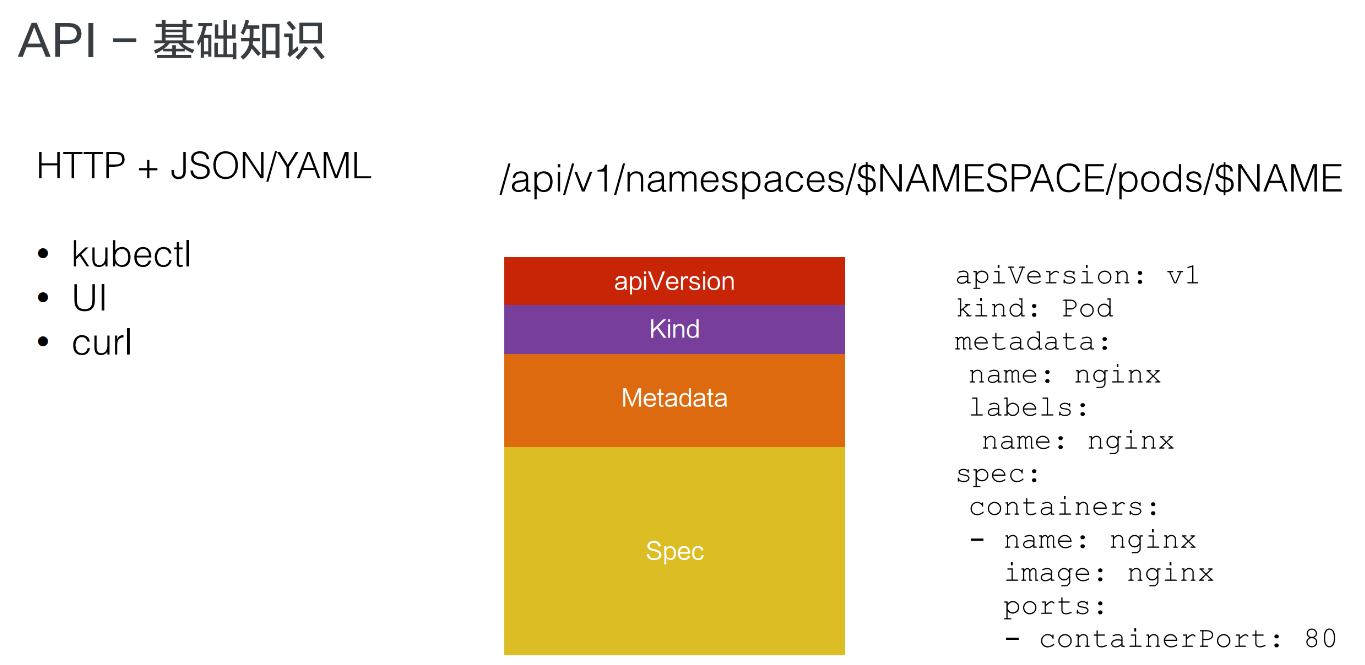 API – 基础知识
HTTP + JSON/YAML
• kubectl
• UI
• curl
/api/v1/namespaces/$NAMESPACE/pods/$NAME
apiVersion
Kind
Metadata
Spec
apiVersion: v1
kind: Pod
metadata:
 name: nginx
 labels:
  name: nginx
spec:
 containers:
 - name: nginx
   image: nginx
   ports:
   - containerPort: 80